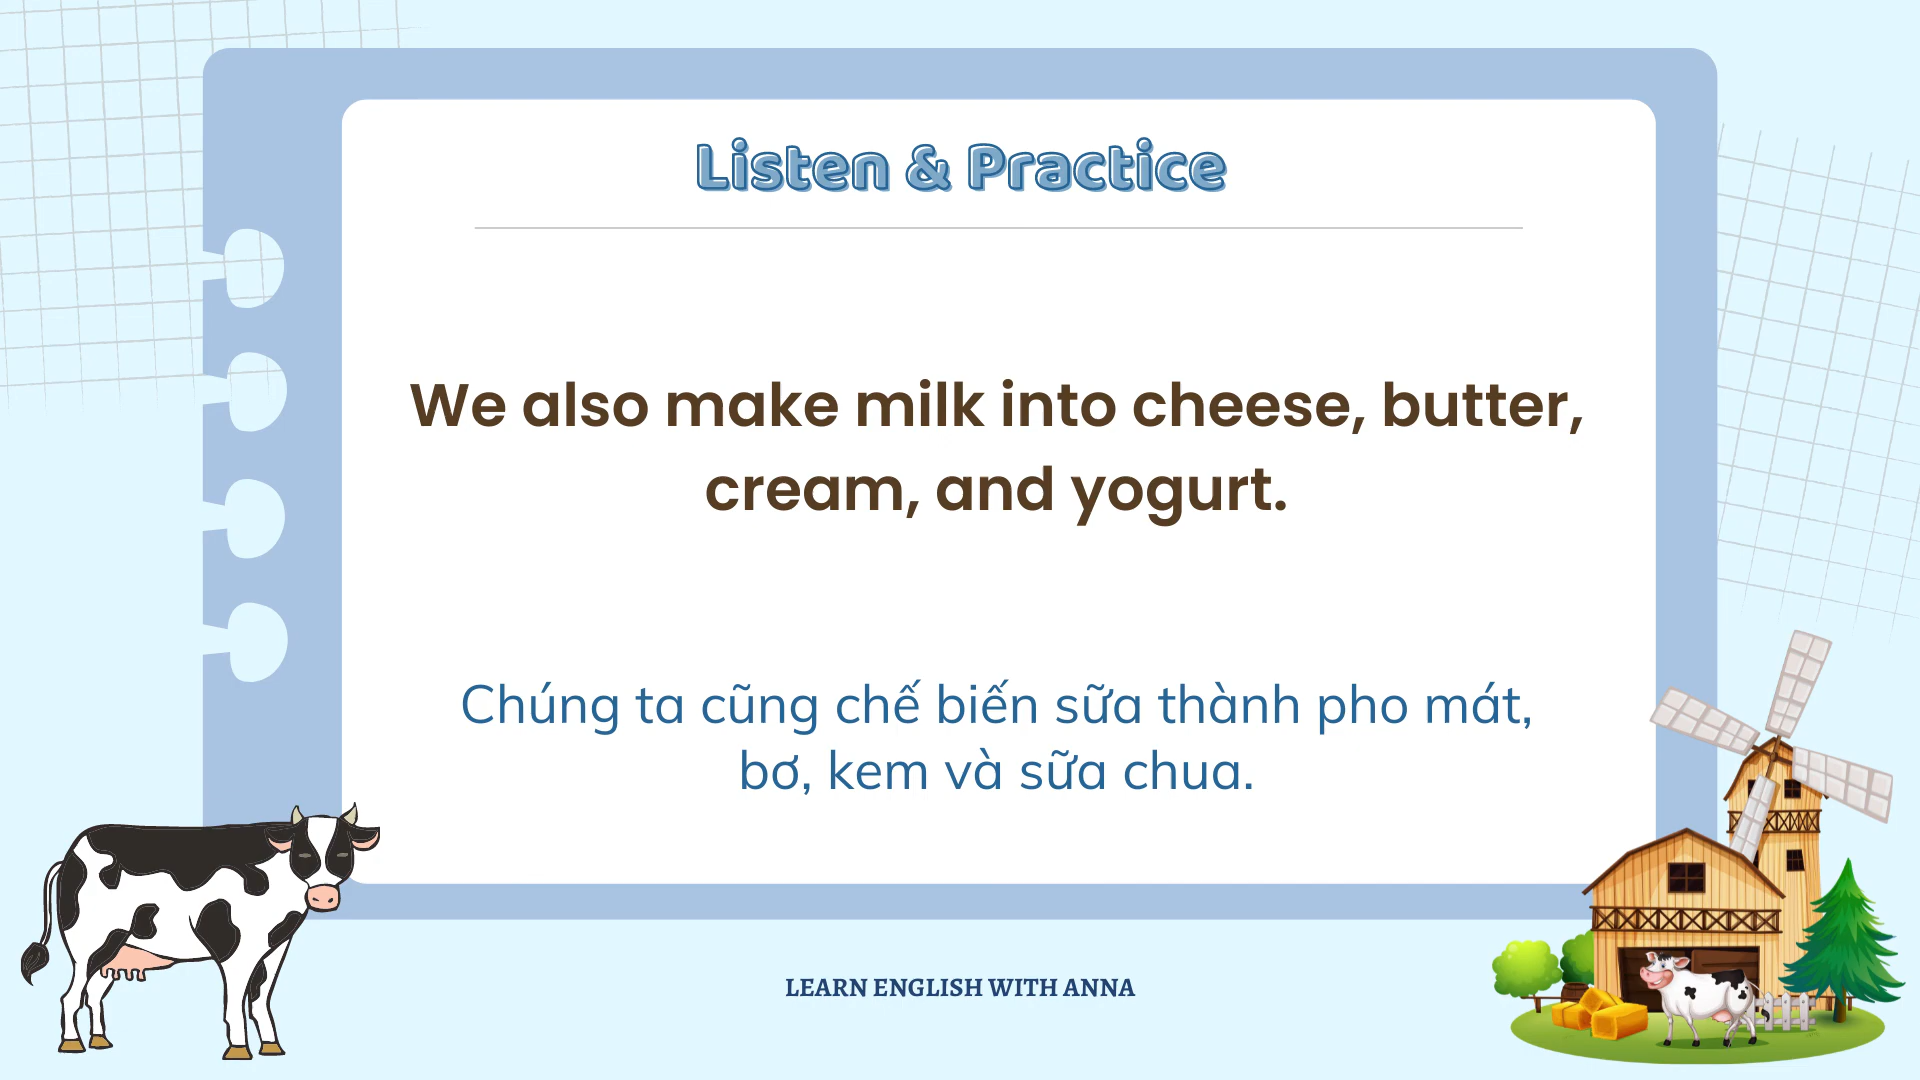 Listen & Practice
We also make milk into cheese, butter,
cream, and yogurt.
Chúng ta cũng chế biến sữa thành pho mát,
bơ, kem và sữa chua.
LEARN ENGLISH WITH ANNA